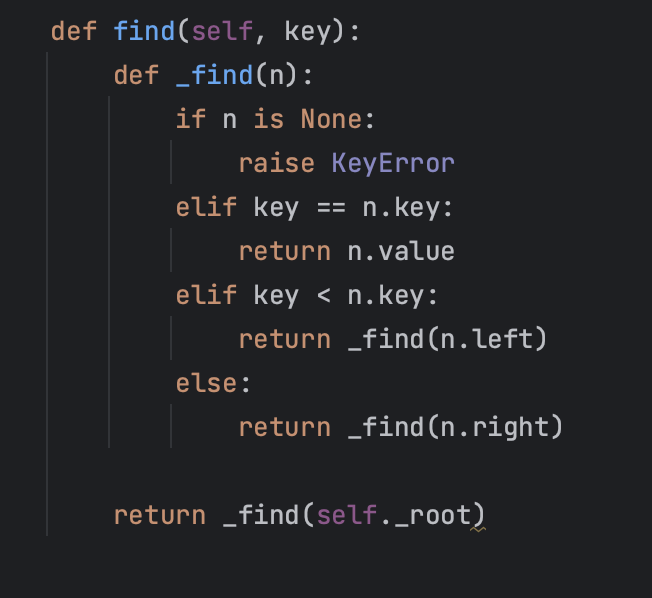 def find(self, key):
    def _find(n):
        if n is None:
            raise KeyError
        elif key == n.key:
            return n.value
        elif key < n.key:
            return _find(n.left)
        else:
            return _find(n.right)

    return _find(self._root)